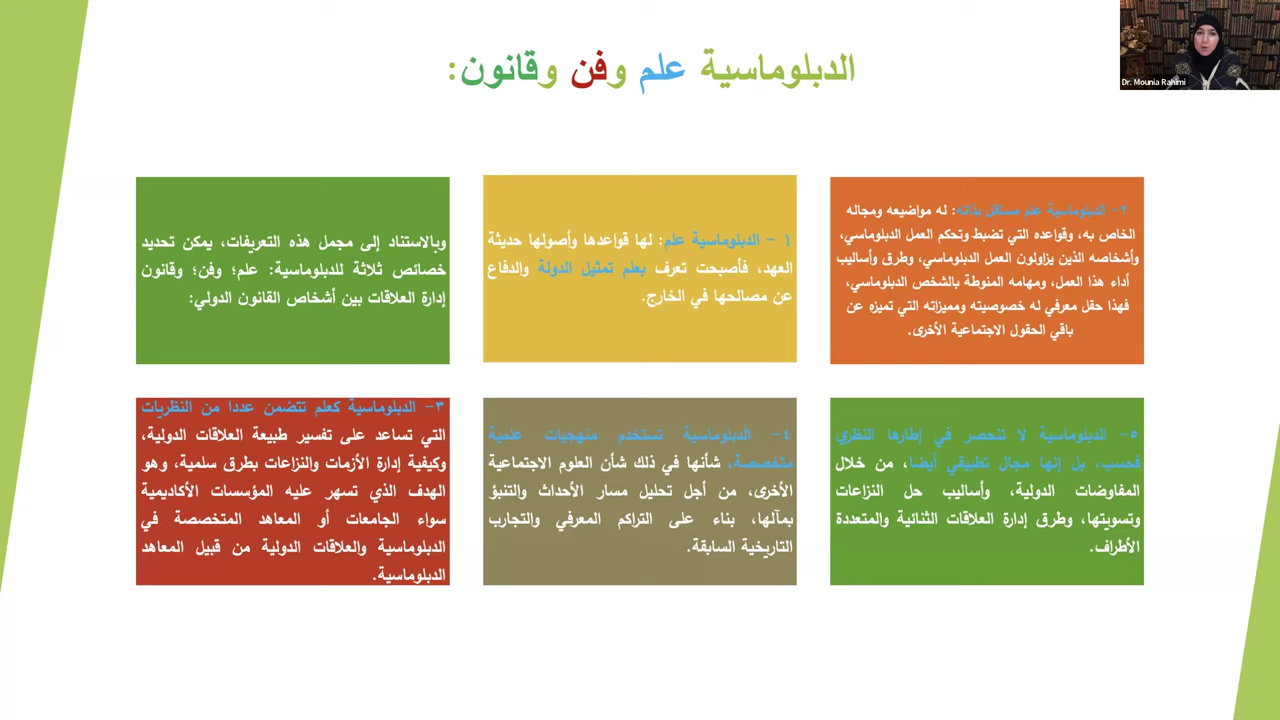 الدبلوماسية علم وفن وقانون:
Dr. Mounia Rahimi
وبالاستناد إلى مجمل هذه التعريفات، يمكن تحديد
خصائص ثلاثة للدبلوماسية: علم؛ وفن؛ وقانون
إدارة العلاقات بين أشخاص القانون الدولي:
١ - الدبلوماسية علم: لها قواعدها وأصولها حديثة
العهد، فأصبحت تعرف بعلم تمثيل الدولة والدفاع
عن مصالحها في الخارج.
٢- الدبلوماسية علم مستقل بذاته: له مواضيعه ومجاله
الخاص به، وقواعده التي تضبط وتحكم العمل الدبلوماسي،
وأشخاصه الذين يزاولون العمل الدبلوماسي، وطرق وأساليب
أداء هذا العمل، ومهامه المنوطة بالشخص الدبلوماسي،
فهذا حقل معرفي له خصوصيته ومميزاته التي تميزه عن
باقي الحقول الاجتماعية الأخرى.
٣- الدبلوماسية كعلم تتضمن عددا من النظريات
التي تساعد على تفسير طبيعة العلاقات الدولية،
وكيفية إدارة الأزمات والنزاعات بطرق سلمية، وهو
الهدف الذي تسهر عليه المؤسسات الأكاديمية
سواء الجامعات أو المعاهد المتخصصة في
الدبلوماسية والعلاقات الدولية من قبيل المعاهد
الدبلوماسية.
٤- الدبلوماسية تستخدم منهجيات علمية
متخصصة، شأنها في ذلك شأن العلوم الاجتماعية
الأخرى، من أجل تحليل مسار الأحداث والتنبؤ
بمآلها، بناء على التراكم المعرفي والتجارب
التاريخية السابقة.
٥- الدبلوماسية لا تنحصر في إطارها النظري
فحسب، بل إنها مجال تطبيقي أيضا، من خلال
المفاوضات الدولية، وأساليب حل النزاعات
وتسويتها، وطرق إدارة العلاقات الثنائية والمتعددة
الأطراف.